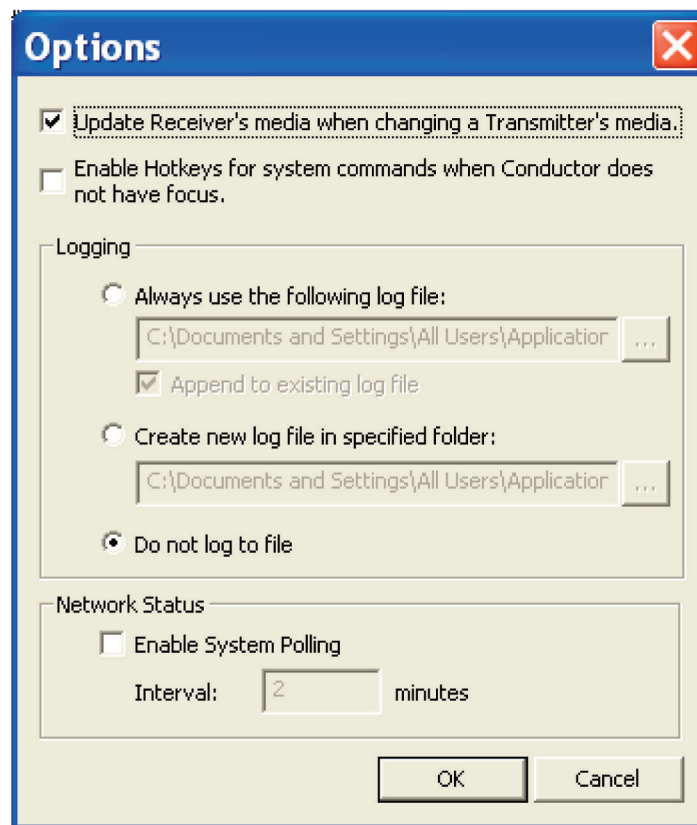 Options
Update Receiver's media when changing a Transmitter's media.
Enable Hotkeys for system commands when Conductor does
not have focus.
Logging
Always use the following log file:
C:\Documents and Settings\All Users\Application
...
Append to existing log file
Create new log file in specified folder:
C:\Documents and Settings\All Users\Application
...
Do not log to file
Network Status
Enable System Polling
Interval: 2 minutes
OK Cancel